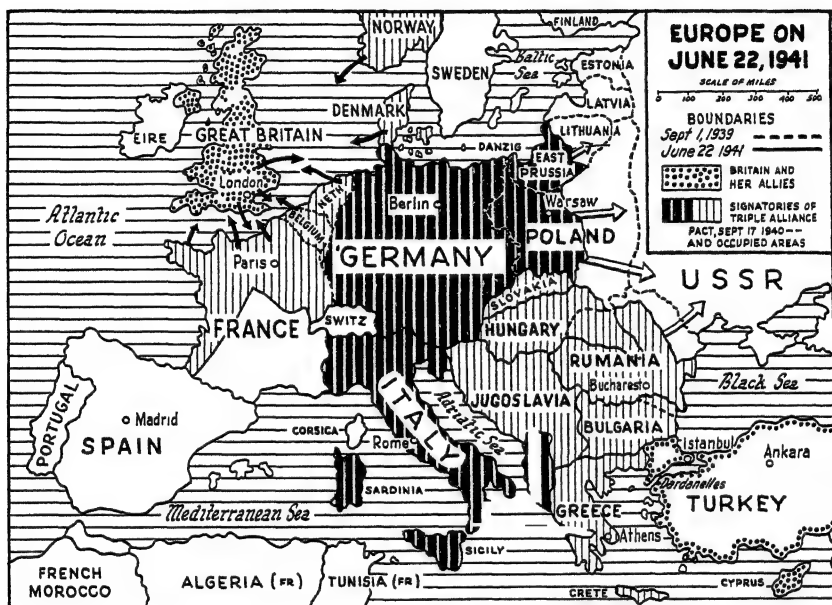 NORWAY
FINLAND
SWEDEN
Baltic
Sea
ESTONIA
LATVIA
LITHUANIA
DENMARK
EIRE
GREAT BRITAIN
DANZIG
EAST
PRUSSIA
London
NETH.
BELGIUM
Berlin
Warsaw
Atlantic
Ocean
GERMANY
POLAND
Paris
USSR
SLOVAKIA
FRANCE
SWITZ
HUNGARY
RUMANIA
Bucharest
Black Sea
JUGOSLAVIA
Adriatic Sea
ITALY
BULGARIA
PORTUGAL
Madrid
SPAIN
CORSICA
Rome
Istanbul
Ankara
Dardanelles
TURKEY
SARDINIA
Mediterranean Sea
GREECE
Athens
SICILY
FRENCH
MOROCCO
ALGERIA (FR)
TUNISIA (FR)
CRETE
CYPRUS
EUROPE ON
JUNE 22, 1941
SCALE OF MILES
0 100 200 300 400 500
BOUNDARIES
Sept 1, 1939
June 22 1941
BRITAIN AND
HER ALLIES
SIGNATORIES OF
TRIPLE ALLIANCE
PACT, SEPT 17 1940--
AND OCCUPIED AREAS